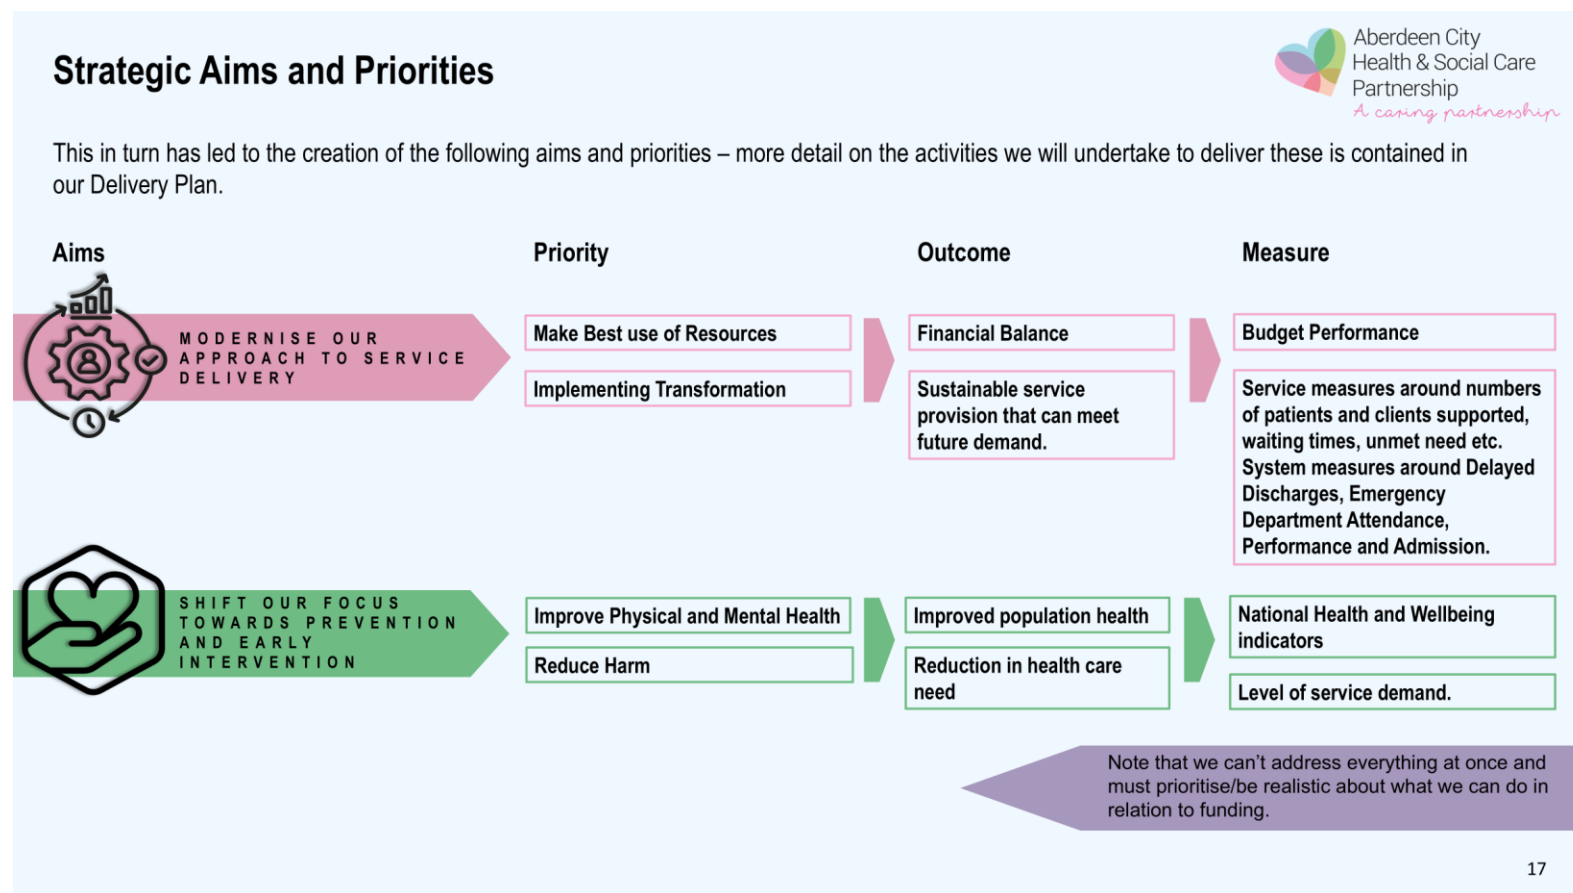 Strategic Aims and Priorities
Aberdeen City
Health & Social Care
Partnership
A caring partnership
This in turn has led to the creation of the following aims and priorities – more detail on the activities we will undertake to deliver these is contained in
our Delivery Plan.
Aims
Priority
Outcome
Measure
MODERNISE OUR
APPROACH TO SERVICE
DELIVERY
Make Best use of Resources
Implementing Transformation
Financial Balance
Sustainable service
provision that can meet
future demand.
Budget Performance
Service measures around numbers
of patients and clients supported,
waiting times, unmet need etc.
System measures around Delayed
Discharges, Emergency
Department Attendance,
Performance and Admission.
SHIFT OUR FOCUS
TOWARDS PREVENTION
AND EARLY
INTERVENTION
Improve Physical and Mental Health
Reduce Harm
Improved population health
Reduction in health care
need
National Health and Wellbeing
indicators
Level of service demand.
Note that we can’t address everything at once and
must prioritise/be realistic about what we can do in
relation to funding.
17